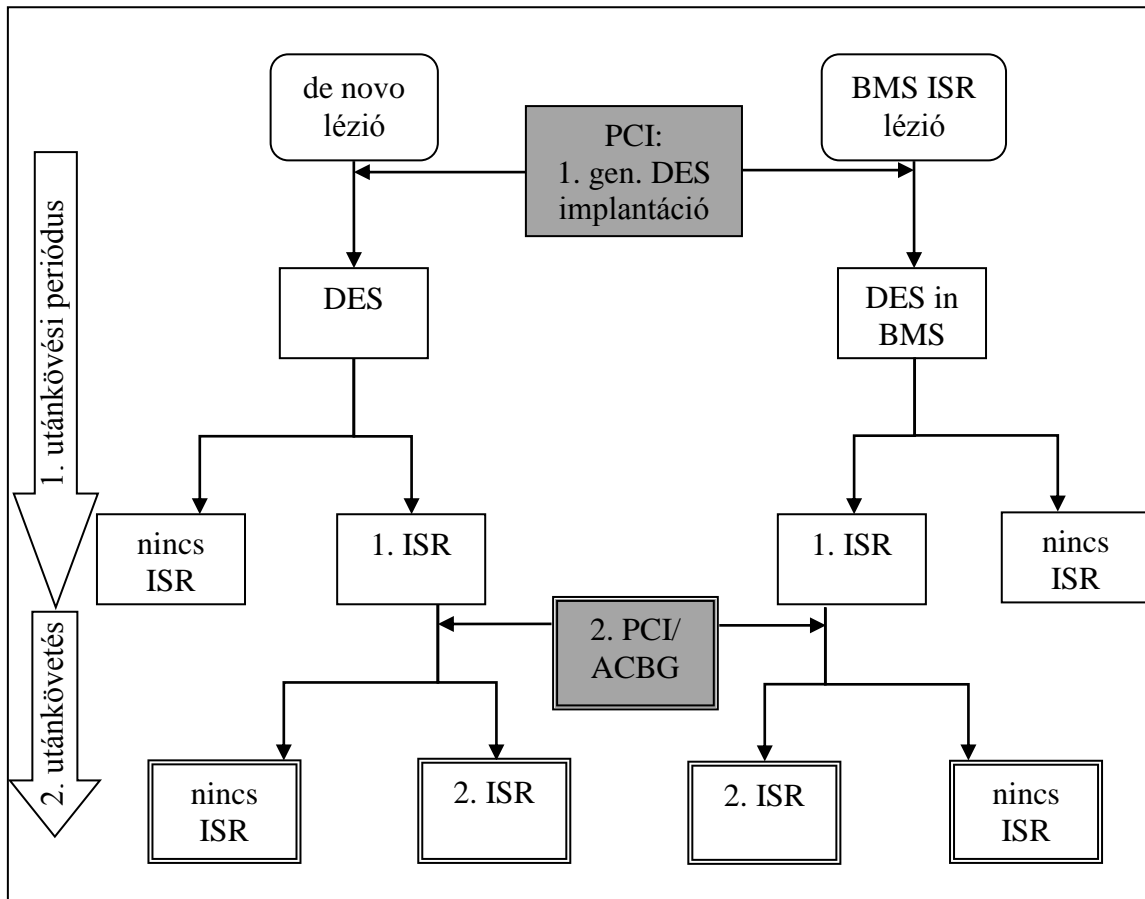 de novo
lézió
BMS ISR
lézió
PCI:
1. gen. DES
implantáció
1. utánkövési periódus
DES
DES in
BMS
nincs
ISR
1. ISR
1. ISR
nincs
ISR
2. utánkövetés
2. PCI/
ACBG
nincs
ISR
2. ISR
2. ISR
nincs
ISR